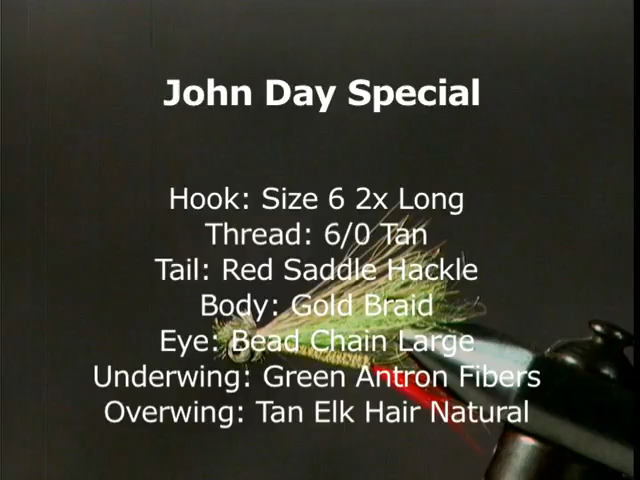 John Day Special
Hook: Size 6 2x Long
Thread: 6/0 Tan
Tail: Red Saddle Hackle
Body: Gold Braid
Eye: Bead Chain Large
Underwing: Green Antron Fibers
Overwing: Tan Elk Hair Natural